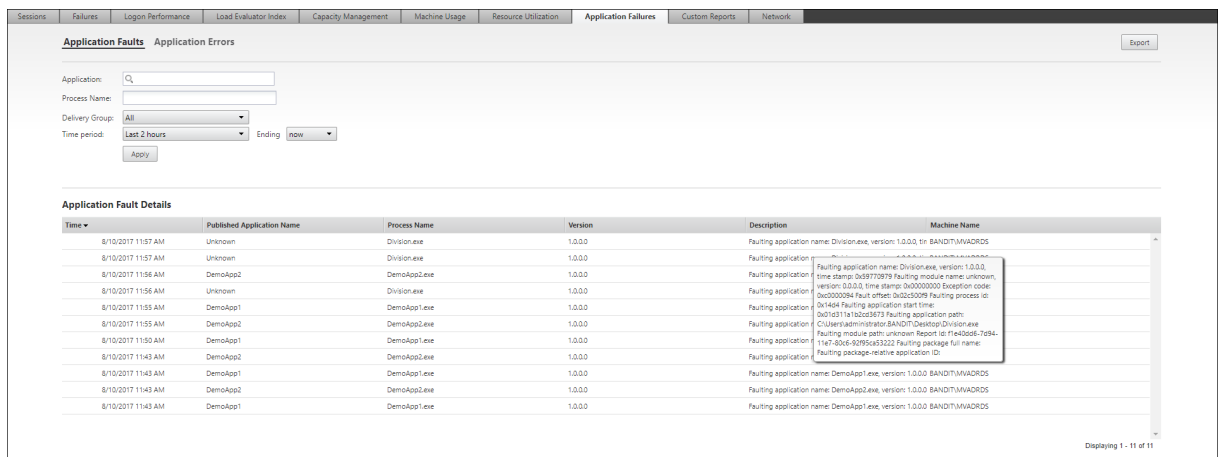 Sessions Failures Logon Performance Load Evaluator Index Capacity Management Machine Usage Resource Utilization Application Failures Custom Reports Network
Application Faults Application Errors Export
Application:
Process Name:
Delivery Group: All
Time period: Last 2 hours Ending now
Apply
Application Fault Details
Time Published Application Name Process Name Version Description Machine Name
8/10/2017 11:57 AM Unknown Division.exe 1.0.0.0 Faulting application name: Division.exe, version: 1.0.0.0, tir BANDIT\MVADRDS
8/10/2017 11:57 AM Unknown Division.exe 1.0.0.0 Faulting application
8/10/2017 11:56 AM DemoApp2 DemoApp2.exe 1.0.0.0 Faulting application
8/10/2017 11:56 AM Unknown Division.exe 1.0.0.0 Faulting application
8/10/2017 11:55 AM DemoApp1 DemoApp1.exe 1.0.0.0 Faulting application
8/10/2017 11:55 AM DemoApp2 DemoApp2.exe 1.0.0.0 Faulting application
8/10/2017 11:50 AM DemoApp1 DemoApp1.exe 1.0.0.0 Faulting application
8/10/2017 11:43 AM DemoApp2 DemoApp2.exe 1.0.0.0 Faulting application
8/10/2017 11:43 AM DemoApp1 DemoApp1.exe 1.0.0.0 Faulting application name: DemoApp1.exe, version: 1.0.0.0 BANDIT\MVADRDS
8/10/2017 11:43 AM DemoApp2 DemoApp2.exe 1.0.0.0 Faulting application name: DemoApp2.exe, version: 1.0.0.0 BANDIT\MVADRDS
8/10/2017 11:43 AM DemoApp1 DemoApp1.exe 1.0.0.0 Faulting application name: DemoApp1.exe, version: 1.0.0.0 BANDIT\MVADRDS
Faulting application name: Division.exe, version: 1.0.0.0,
time stamp: 0x59770979 Faulting module name: unknown,
version: 0.0.0.0, time stamp: 0x00000000 Exception code:
0xc0000094 Fault offset: 0x02c500f9 Faulting process id:
0x14d4 Faulting application start time:
0x01d311a1b2cd3673 Faulting application path:
C:\Users\administrator.BANDIT\Desktop\Division.exe
Faulting module path: unknown Report Id: f1e40dd6-7d94-
11e7-80c6-92f95ca53222 Faulting package full name:
Faulting package-relative application ID:
Displaying 1 - 11 of 11